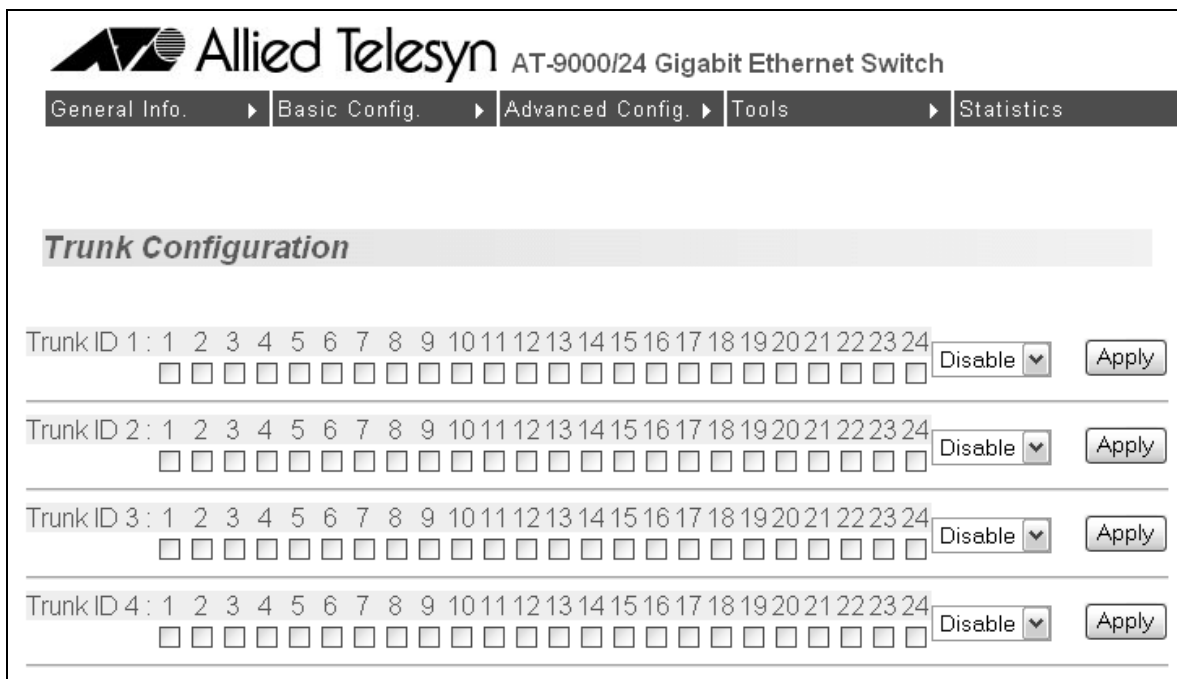 Allied Telesyn AT-9000/24 Gigabit Ethernet Switch
General Info. Basic Config. Advanced Config. Tools Statistics
Trunk Configuration
Trunk ID 1 : 1 2 3 4 5 6 7 8 9 10 11 12 13 14 15 16 17 18 19 20 21 22 23 24 Disable Apply
Trunk ID 2 : 1 2 3 4 5 6 7 8 9 10 11 12 13 14 15 16 17 18 19 20 21 22 23 24 Disable Apply
Trunk ID 3 : 1 2 3 4 5 6 7 8 9 10 11 12 13 14 15 16 17 18 19 20 21 22 23 24 Disable Apply
Trunk ID 4 : 1 2 3 4 5 6 7 8 9 10 11 12 13 14 15 16 17 18 19 20 21 22 23 24 Disable Apply